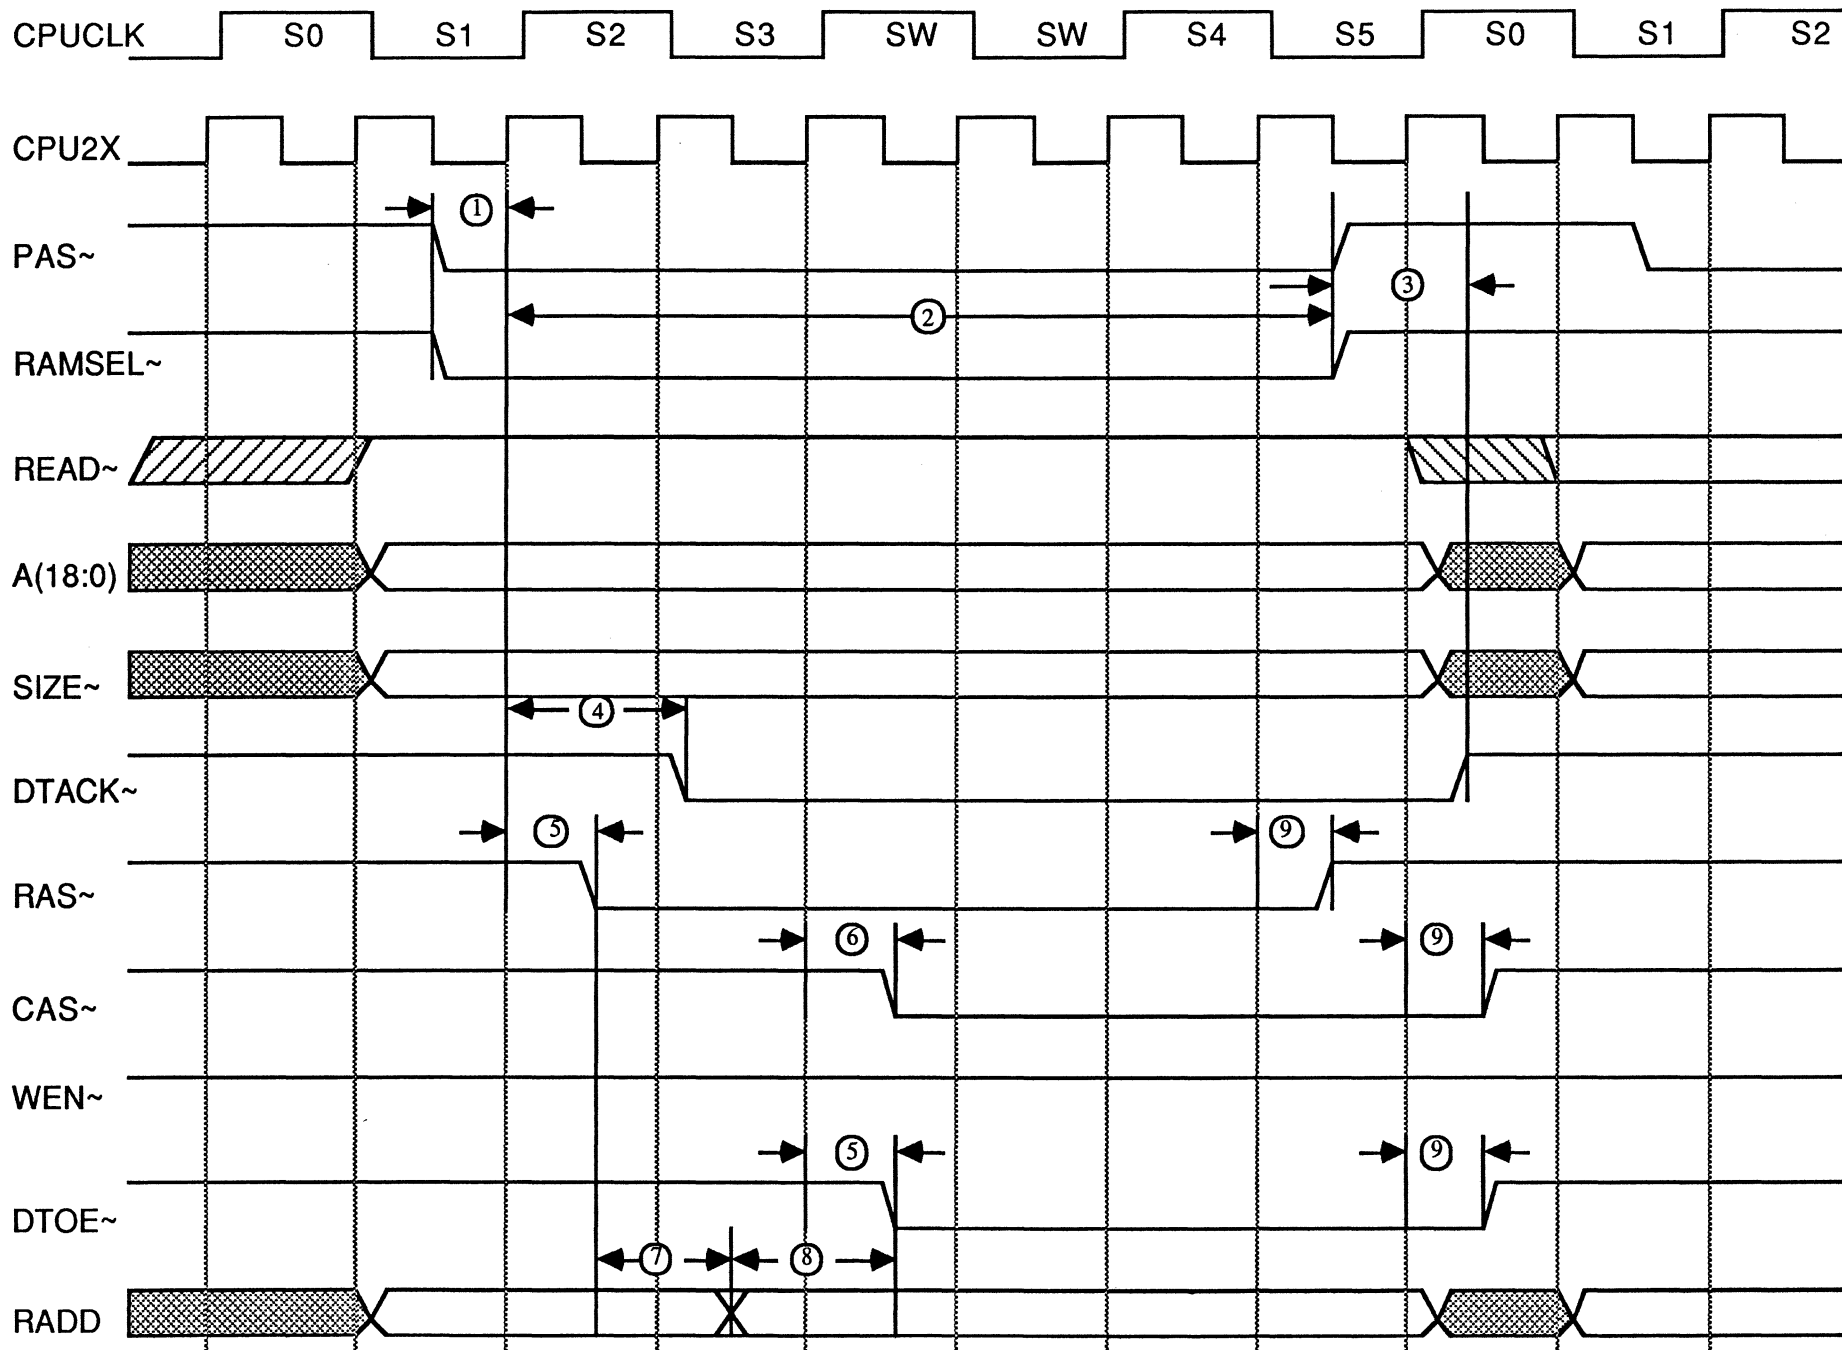 CPUCLK S0 S1 S2 S3 SW SW S4 S5 S0 S1 S2
CPU2X
1
PAS~
3
2
RAMSEL~
READ~
A(18:0)
SIZE~
4
DTACK~
5 9
RAS~
6 9
CAS~
WEN~
5 9
DTOE~
7 8
RADD